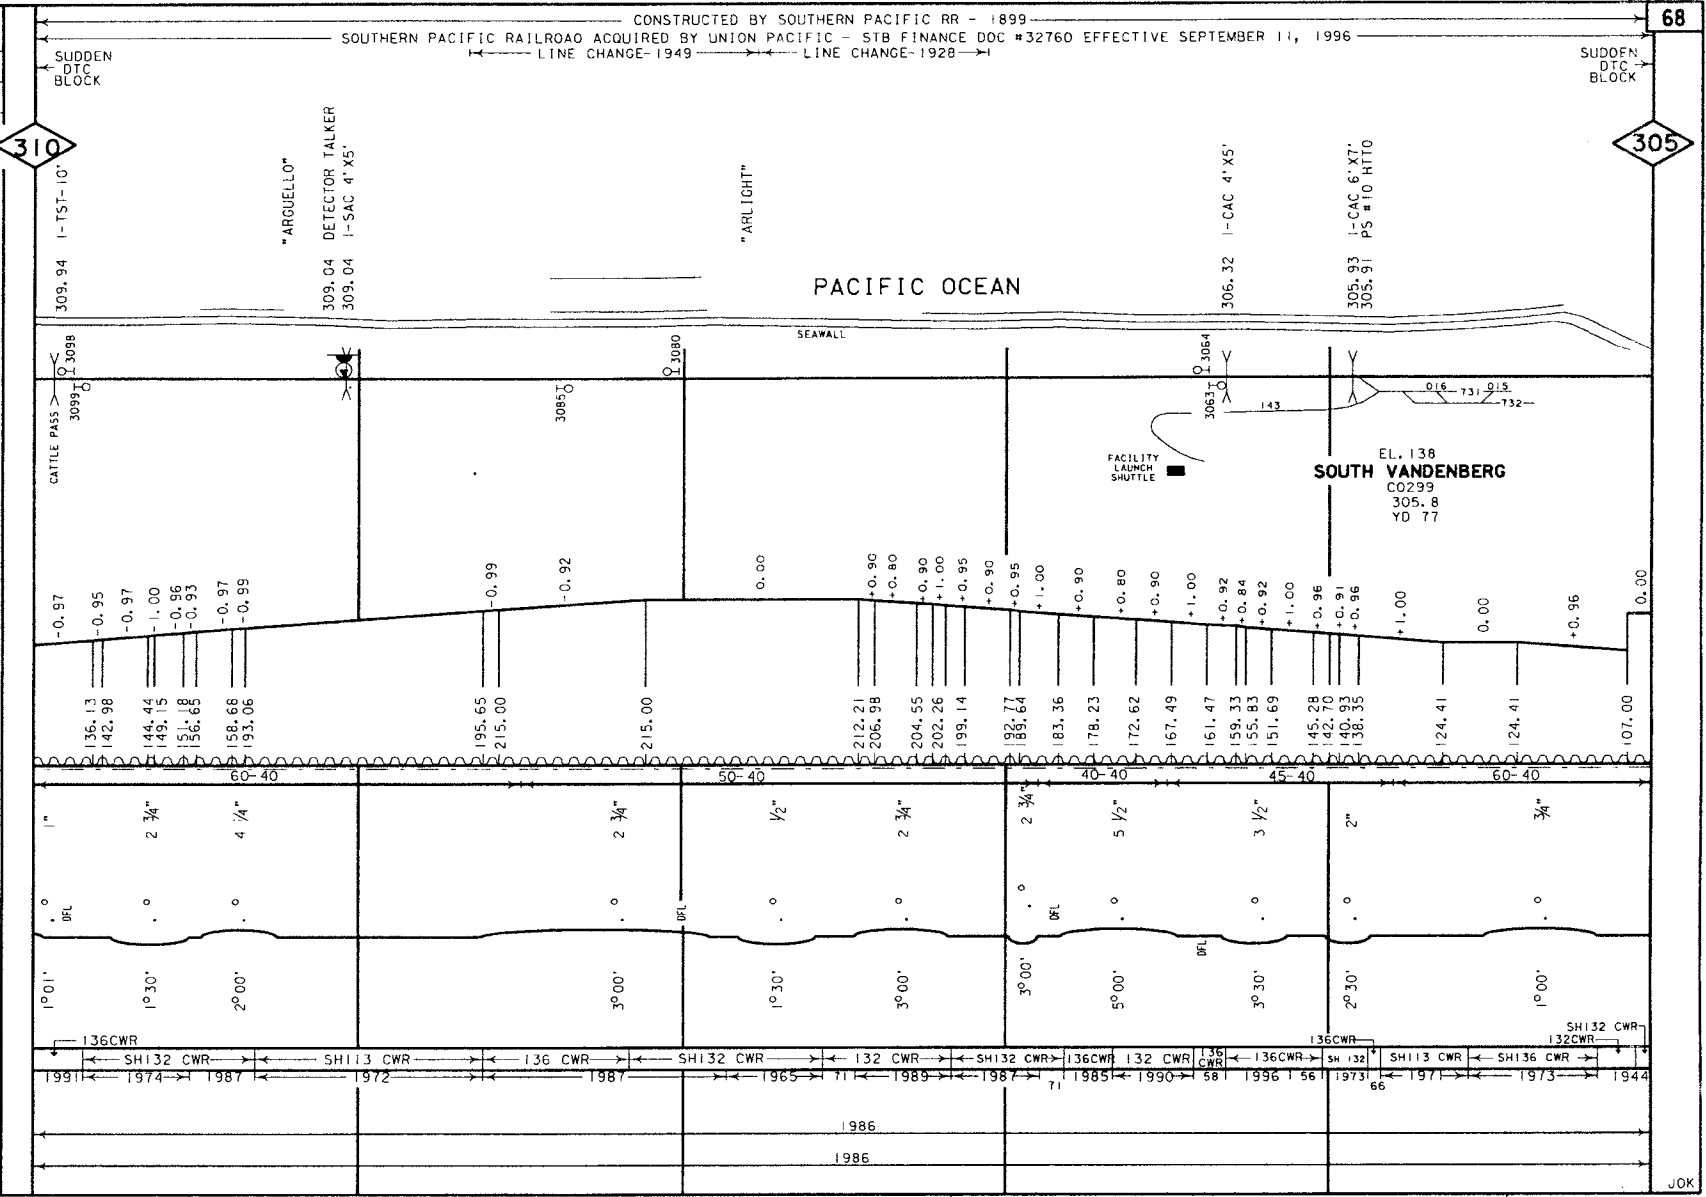 CONSTRUCTED BY SOUTHERN PACIFIC RR - 1899
68
SOUTHERN PACIFIC RAILROAD ACQUIRED BY UNION PACIFIC - STB FINANCE DOC #32760 EFFECTIVE SEPTEMBER 11, 1996
LINE CHANGE-1949 LINE CHANGE-1928
SUDDEN
DTC
BLOCK
SUDDEN
DTC
BLOCK
310
305
309.94 1-TST-10'
"ARGUELLO"
309.04 DETECTOR TALKER
309.04 1-SAC 4'X5'
"ARLIGHT"
306.32 1-CAC 4'X5'
305.93 1-CAC 6'X7'
305.91 PS #10 HTTO
PACIFIC OCEAN
SEAWALL
CATTLE PASS
3098
3099
3085
3080
3064
3063
143
016 731 015
732
FACILITY
LAUNCH
SHUTTLE
EL. 138
SOUTH VANDENBERG
C0299
305.8
YD 77
-0.97
-0.95
-0.97
-1.00
-0.96
-0.93
-0.97
-0.99
-0.99
-0.92
0.00
+0.90
+0.80
+0.90
+1.00
+0.95
+0.90
+0.95
+1.00
+0.90
+0.80
+0.90
+1.00
+0.92
+0.84
+0.92
+1.00
+0.96
+0.91
+0.96
+1.00
0.00
+0.96
0.00
136.13
142.98
144.44
149.15
151.18
156.65
158.68
193.06
195.65
215.00
215.00
212.21
206.98
204.55
202.26
199.14
192.77
189.64
183.36
178.23
172.62
167.49
161.47
159.33
155.83
151.69
145.28
142.70
140.93
138.35
124.41
124.41
107.00
60-40 50-40 40-40 45-40 60-40
1"
2 3/4"
4 1/4"
2 3/4"
1/2"
2 3/4"
2 3/4"
5 1/2"
3 1/2"
2"
3/4"
DFL
DFL
DFL
DFL
1°01'
1°30'
2°00'
3°00'
1°30'
3°00'
3°00'
5°00'
3°30'
2°30'
1°00'
136CWR 136CWR 132CWR SH132 CWR
SH132 CWR SH113 CWR 136 CWR SH132 CWR 132 CWR SH132 CWR 136CWR 132 CWR 136 CWR 136CWR SH 132 SH113 CWR SH136 CWR
1991 1974 1987 1972 1987 1965 71 1989 1987 71 1985 1990 58 1996 156 1973 66 197 1973 1944
1986
1986
JOK